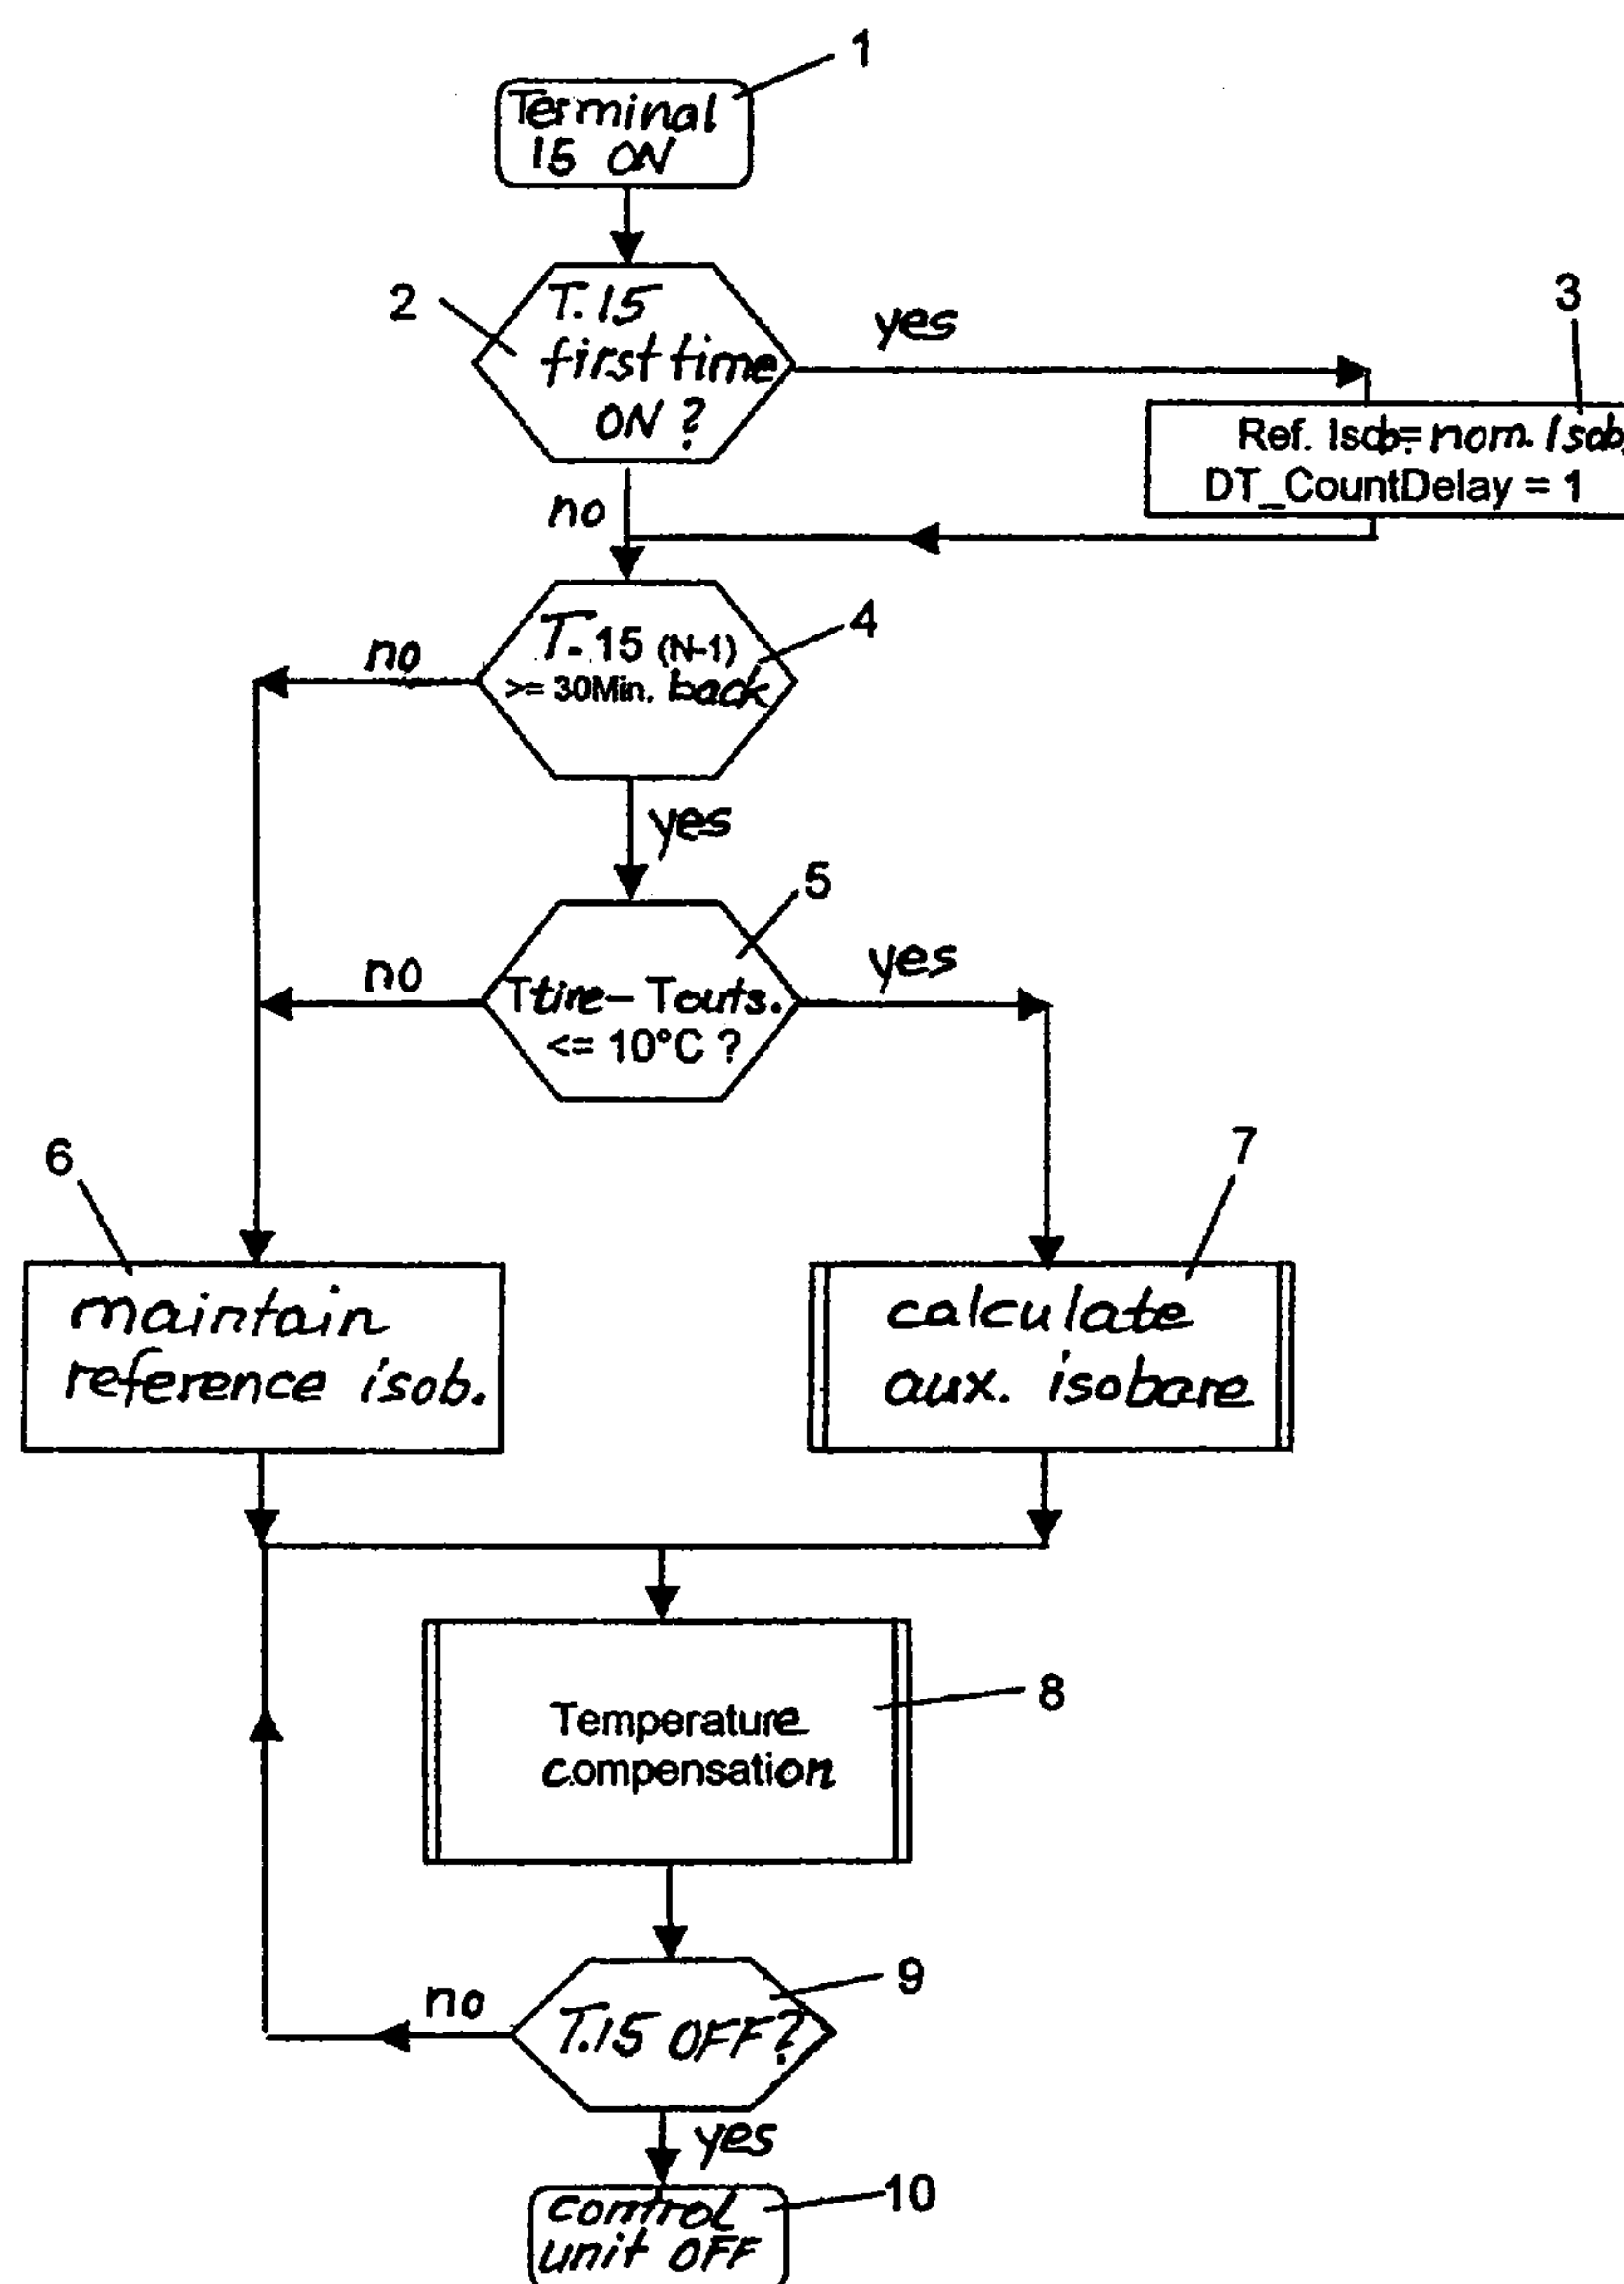 1
Terminal
15 ON
2
T.15
first time
ON ?
yes
3
Ref. Isob.= nom. Isob.
DT_CountDelay = 1
no
4
T. 15 (N-1)
>= 30Min. back
no
yes
5
Ttire– Touts.
<= 10°C ?
no
yes
6
maintain
reference isob.
7
calculate
aux. isobare
8
Temperature
compensation
9
T.15 OFF?
no
yes
10
control
unit OFF